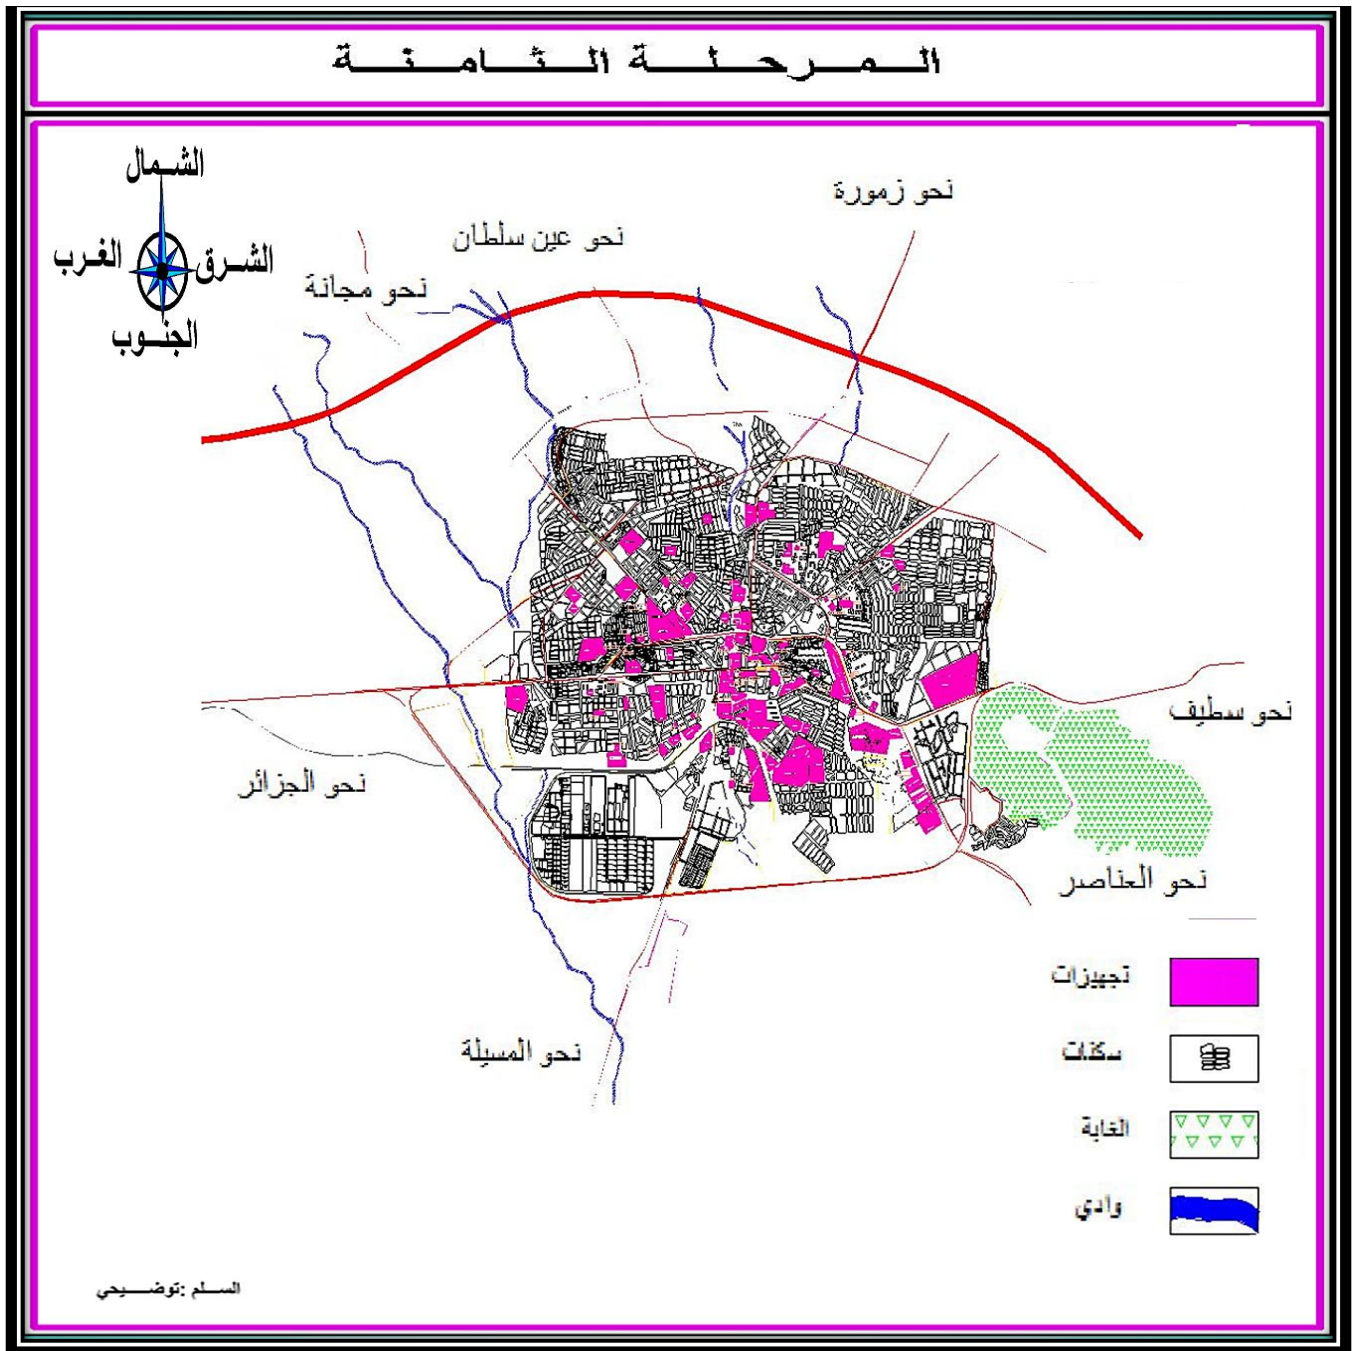 المرحلة الثامنة
الشمال
الغرب
الشرق
الجنوب
نحو زمورة
نحو عين سلطان
نحو مجانة
نحو سطيف
نحو الجزائر
نحو العناصر
نحو المسيلة
تجهيزات
سكنات
الغابة
وادي
السلم :توضيحي